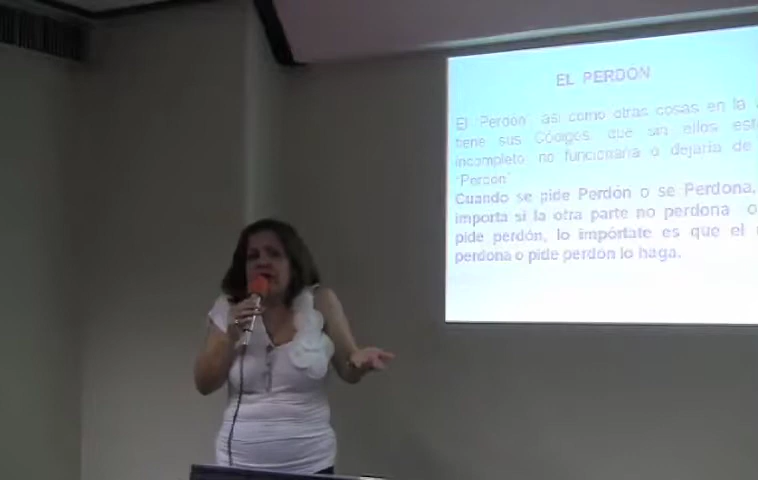 EL PERDON
El "Perdon" así como otras cosas en la
tiene sus Códigos, que sin ellos
incompleto, no funcionaria o dejaría de
"Perdon"
Cuando se pide Perdón o se Perdona,
importa si la otra parte no perdona o
pide perdón, lo impórtate es que el
perdona o pide perdón lo haga.